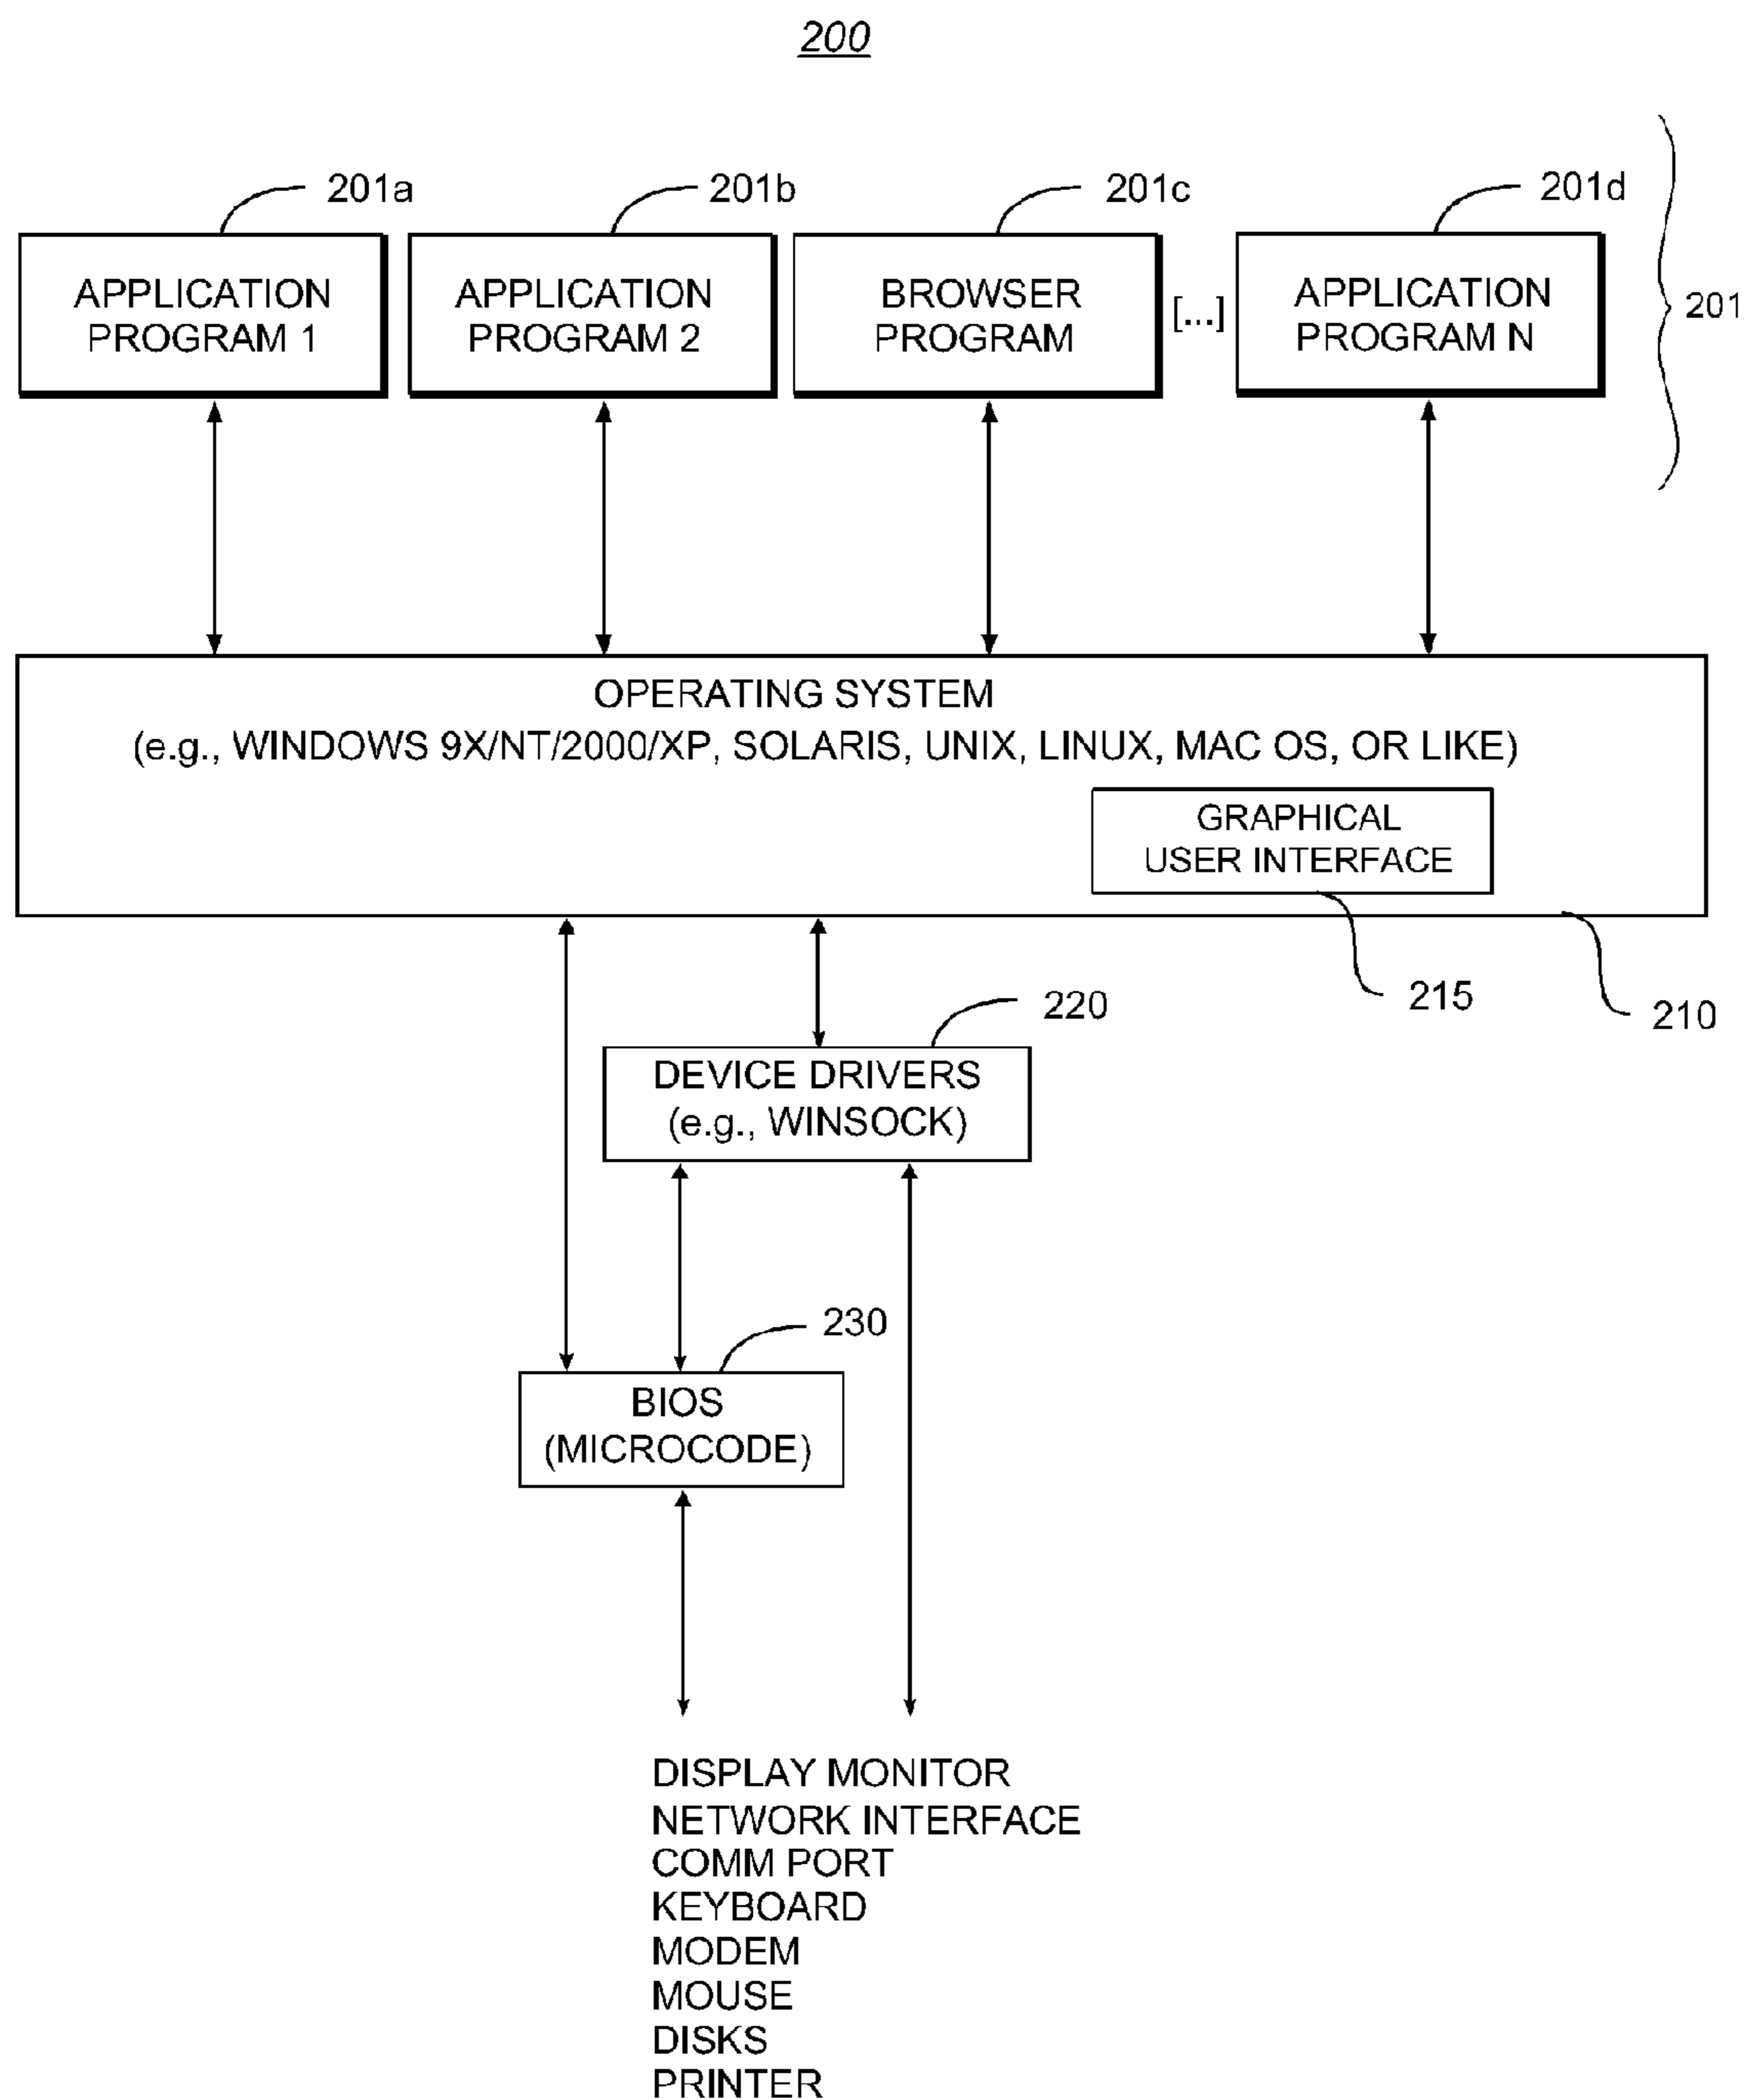 200
201a
201b
201c
201d
APPLICATION
PROGRAM 1
APPLICATION
PROGRAM 2
BROWSER
PROGRAM
[...]
APPLICATION
PROGRAM N
201
OPERATING SYSTEM
(e.g., WINDOWS 9X/NT/2000/XP, SOLARIS, UNIX, LINUX, MAC OS, OR LIKE)
GRAPHICAL
USER INTERFACE
215
210
220
DEVICE DRIVERS
(e.g., WINSOCK)
230
BIOS
(MICROCODE)
DISPLAY MONITOR
NETWORK INTERFACE
COMM PORT
KEYBOARD
MODEM
MOUSE
DISKS
PRINTER